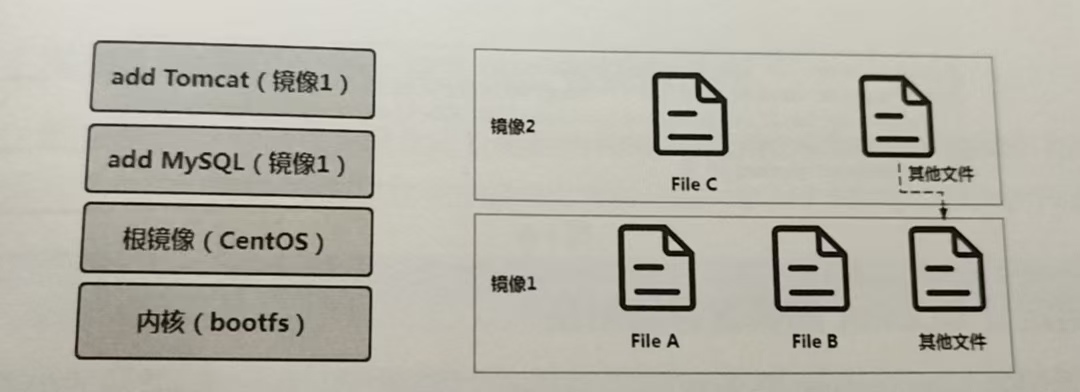 add Tomcat（镜像1）
add MySQL（镜像1）
根镜像（CentOS）
内核（bootfs）
镜像2
File C
其他文件
镜像1
File A
File B
其他文件